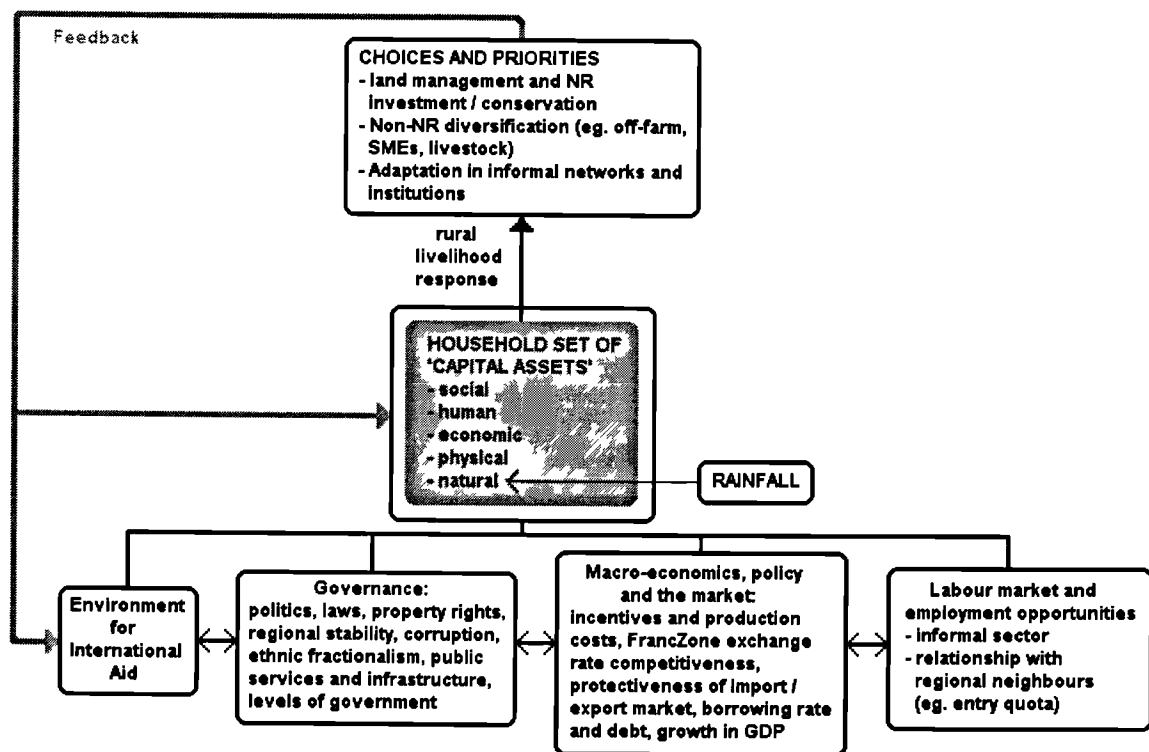 Feedback
CHOICES AND PRIORITIES
- land management and NR
investment / conservation
- Non-NR diversification (eg. off-farm,
SMEs, livestock)
- Adaptation in informal networks and
institutions
rural
livelihood
response
HOUSEHOLD SET OF
'CAPITAL ASSETS'
- social
- human
- economic
- physical
- natural
RAINFALL
Environment
for
International
Aid
Governance:
politics, laws, property rights,
regional stability, corruption,
ethnic fractionalism, public
services and infrastructure,
levels of government
Macro-economics, policy
and the market:
incentives and production
costs, FrancZone exchange
rate competitiveness,
protectiveness of import /
export market, borrowing rate
and debt, growth in GDP
Labour market and
employment opportunities
- informal sector
- relationship with
regional neighbours
(eg. entry quota)